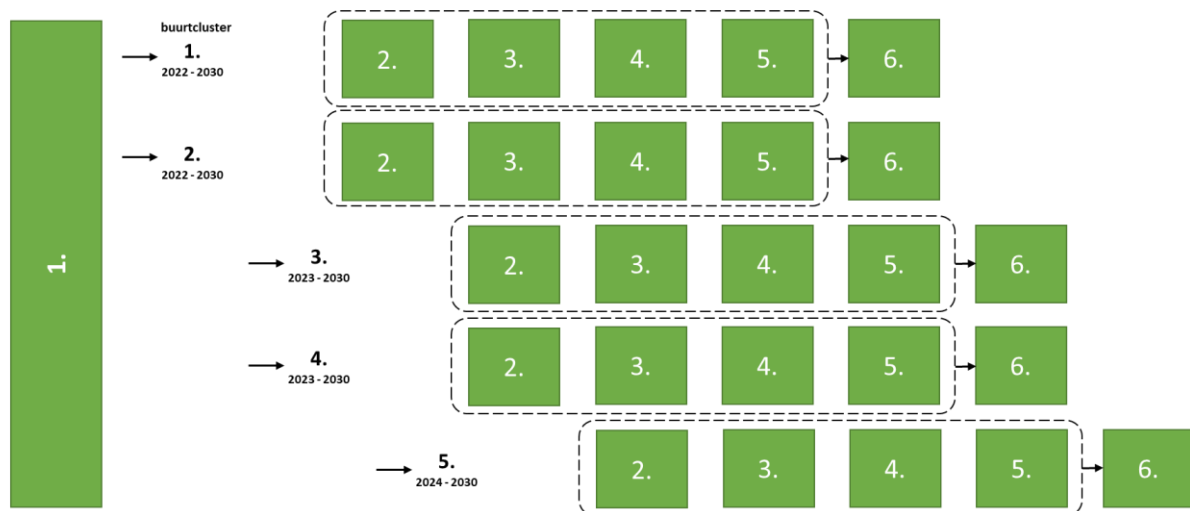 1.
buurtcluster
1.
2022 - 2030
2. 3. 4. 5. 6.
2.
2022 - 2030
2. 3. 4. 5. 6.
3.
2023 - 2030
2. 3. 4. 5. 6.
4.
2023 - 2030
2. 3. 4. 5. 6.
5.
2024 - 2030
2. 3. 4. 5. 6.